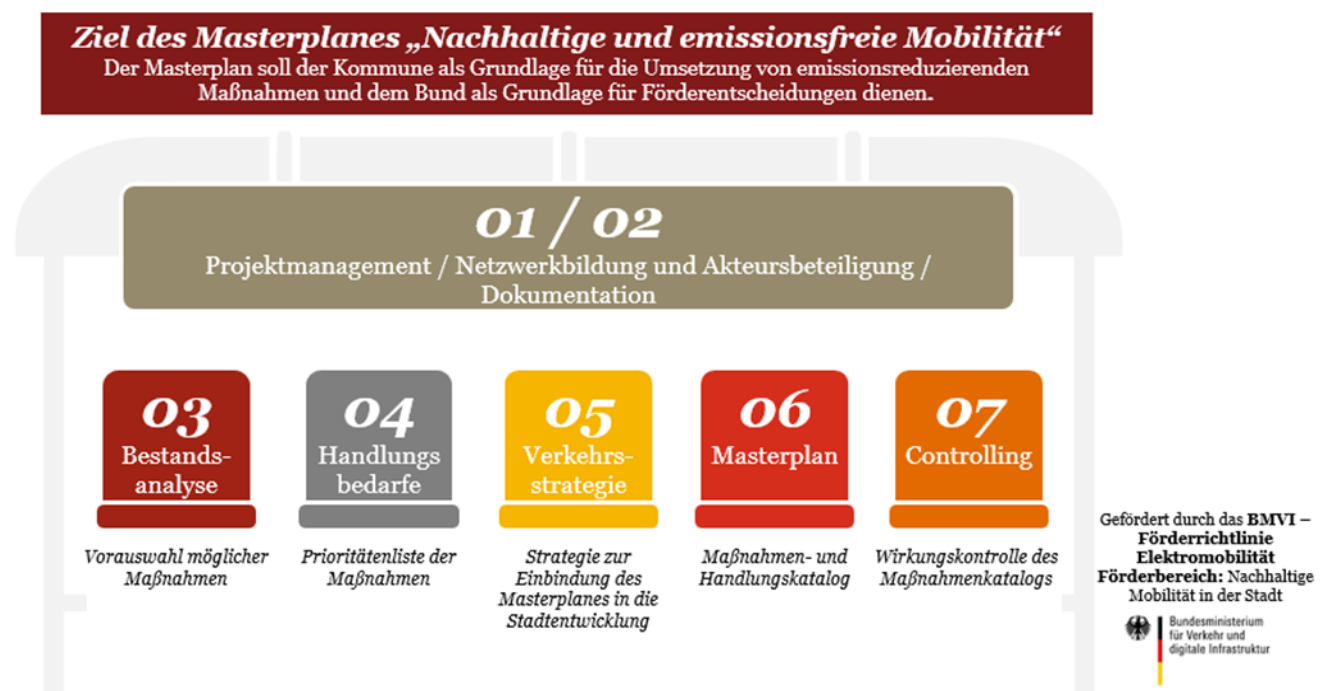 Ziel des Masterplanes „Nachhaltige und emissionsfreie Mobilität“
Der Masterplan soll der Kommune als Grundlage für die Umsetzung von emissionsreduzierenden
Maßnahmen und dem Bund als Grundlage für Förderentscheidungen dienen.
01 / 02
Projektmanagement / Netzwerkbildung und Akteursbeteiligung /
Dokumentation
03
Bestands-
analyse
Vorauswahl möglicher
Maßnahmen
04
Handlungs
bedarfe
Prioritätenliste der
Maßnahmen
05
Verkehrs-
strategie
Strategie zur
Einbindung des
Masterplanes in die
Stadtentwicklung
06
Masterplan
Maßnahmen- und
Handlungskatalog
07
Controlling
Wirkungskontrolle des
Maßnahmenkatalogs
Gefördert durch das BMVI –
Förderrichtlinie
Elektromobilität
Förderbereich: Nachhaltige
Mobilität in der Stadt
Bundesministerium
für Verkehr und
digitale Infrastruktur